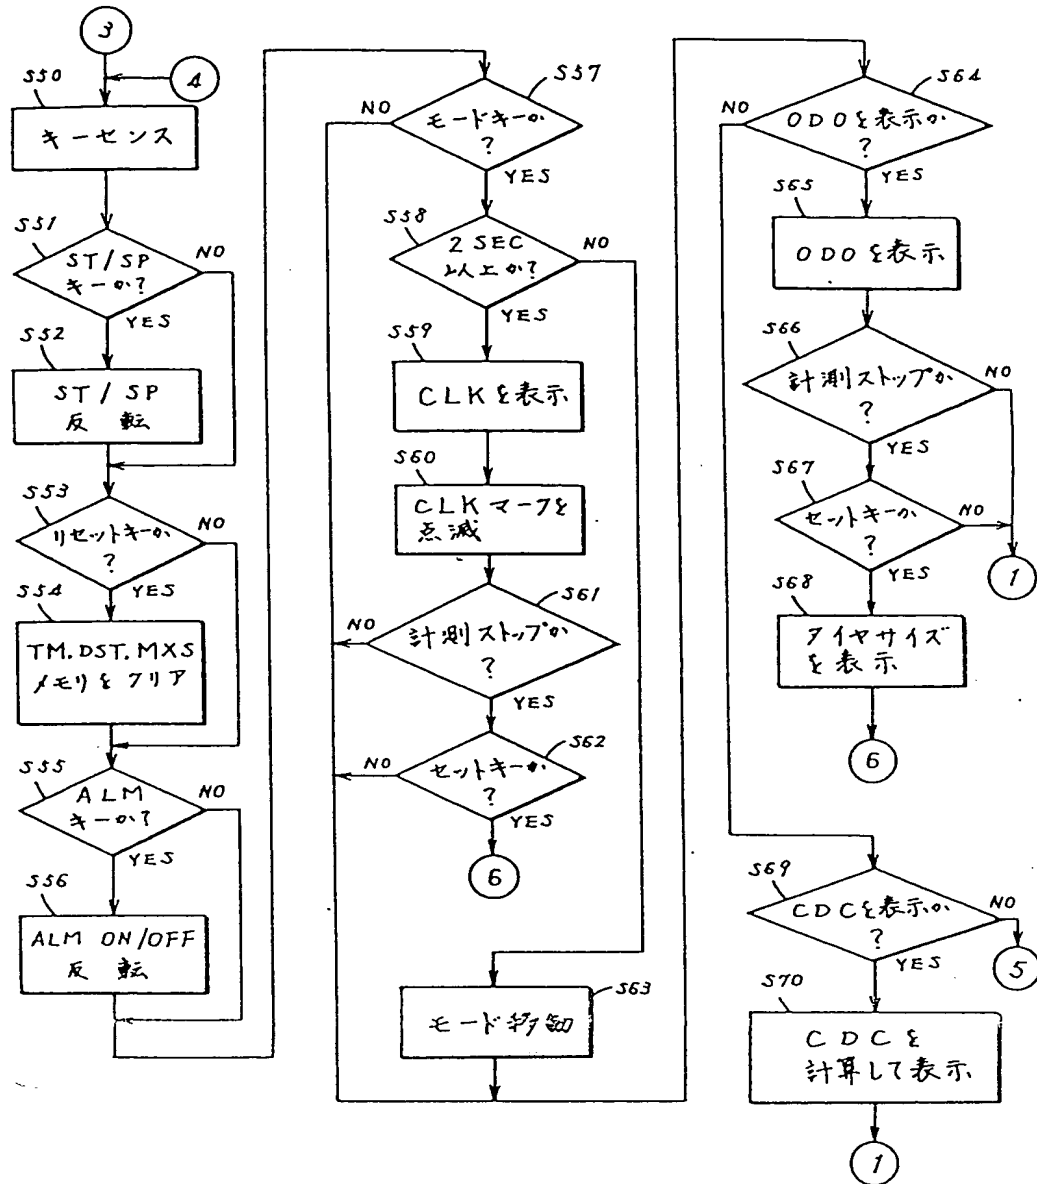 3
4
S50
キーセンス
S51
ST/SP
キーか?
NO
YES
S52
ST/SP
反転
S53
リセットキーか
?
NO
YES
S54
TM.DST.MXS
メモリをクリア
S55
ALM
キーか?
NO
YES
S56
ALM ON/OFF
反転
S57
モードキーか
?
NO
YES
S58
2 SEC
以上か?
NO
YES
S59
CLKを表示
S60
CLKマークを
点滅
S61
計測ストップか
?
NO
YES
S62
セットキーか
?
NO
YES
6
S63
モード移動
S64
ODOを表示か
?
NO
YES
S65
ODOを表示
S66
計測ストップか
?
NO
YES
S67
セットキーか
?
NO
YES
1
S68
タイヤサイズ
を表示
6
S69
CDCを表示か
?
NO
YES
5
S70
CDCを
計算して表示
1